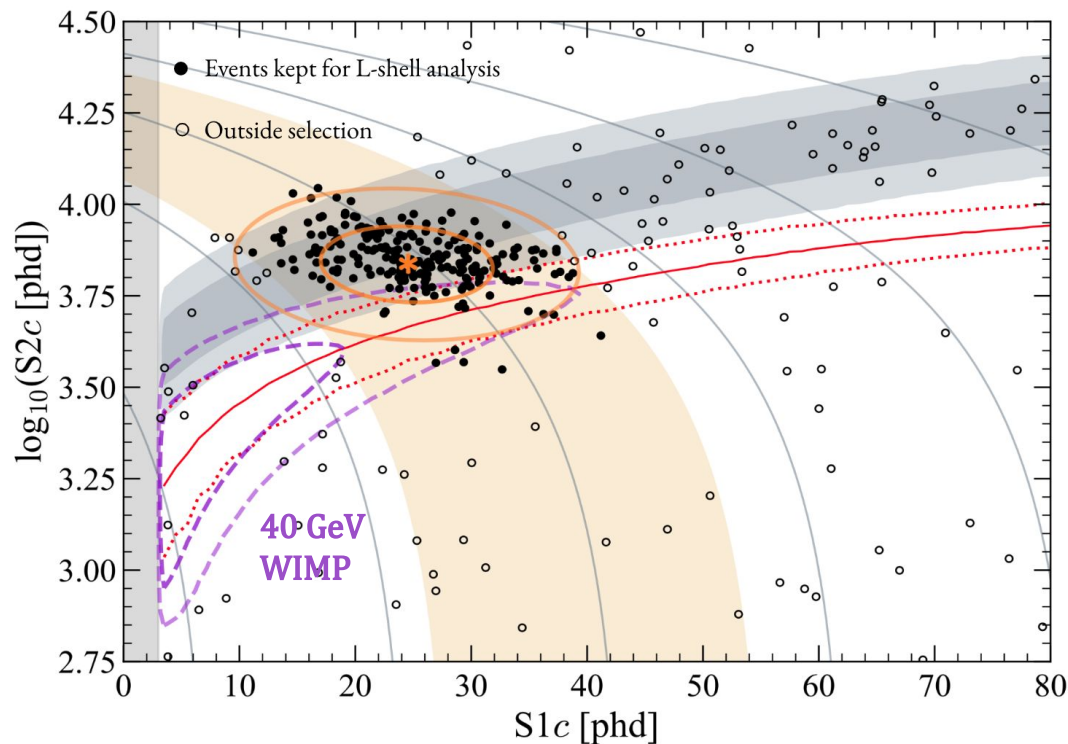 4.50
4.25
4.00
3.75
3.50
3.25
3.00
2.75
log₁₀(S2c [phd])
Events kept for L-shell analysis
Outside selection
40 GeV
WIMP
0 10 20 30 40 50 60 70 80
S1c [phd]